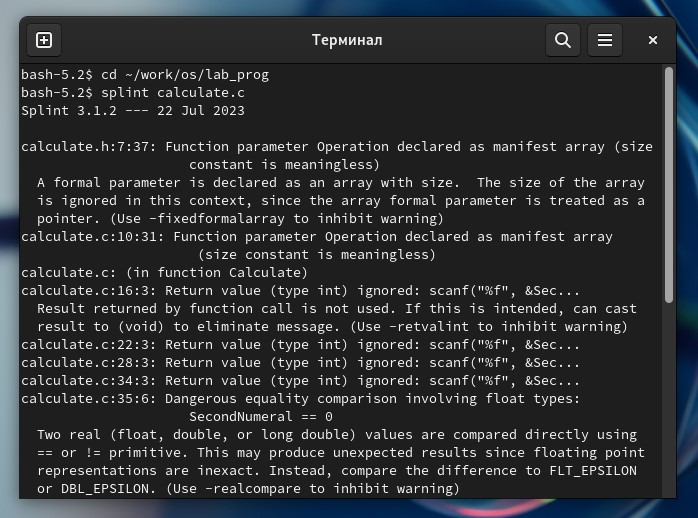 Терминал
bash-5.2$ cd ~/work/os/lab_prog
bash-5.2$ splint calculate.c
Splint 3.1.2 --- 22 Jul 2023
calculate.h:7:37: Function parameter Operation declared as manifest array (size
constant is meaningless)
A formal parameter is declared as an array with size.  The size of the array
is ignored in this context, since the array formal parameter is treated as a
pointer. (Use -fixedformalarray to inhibit warning)
calculate.c:10:31: Function parameter Operation declared as manifest array
(size constant is meaningless)
calculate.c: (in function Calculate)
calculate.c:16:3: Return value (type int) ignored: scanf("%f", &Sec...
Result returned by function call is not used. If this is intended, can cast
result to (void) to eliminate message. (Use -retvalint to inhibit warning)
calculate.c:22:3: Return value (type int) ignored: scanf("%f", &Sec...
calculate.c:28:3: Return value (type int) ignored: scanf("%f", &Sec...
calculate.c:34:3: Return value (type int) ignored: scanf("%f", &Sec...
calculate.c:35:6: Dangerous equality comparison involving float types:
SecondNumeral == 0
Two real (float, double, or long double) values are compared directly using
== or != primitive. This may produce unexpected results since floating point
representations are inexact. Instead, compare the difference to FLT_EPSILON
or DBL_EPSILON. (Use -realcompare to inhibit warning)